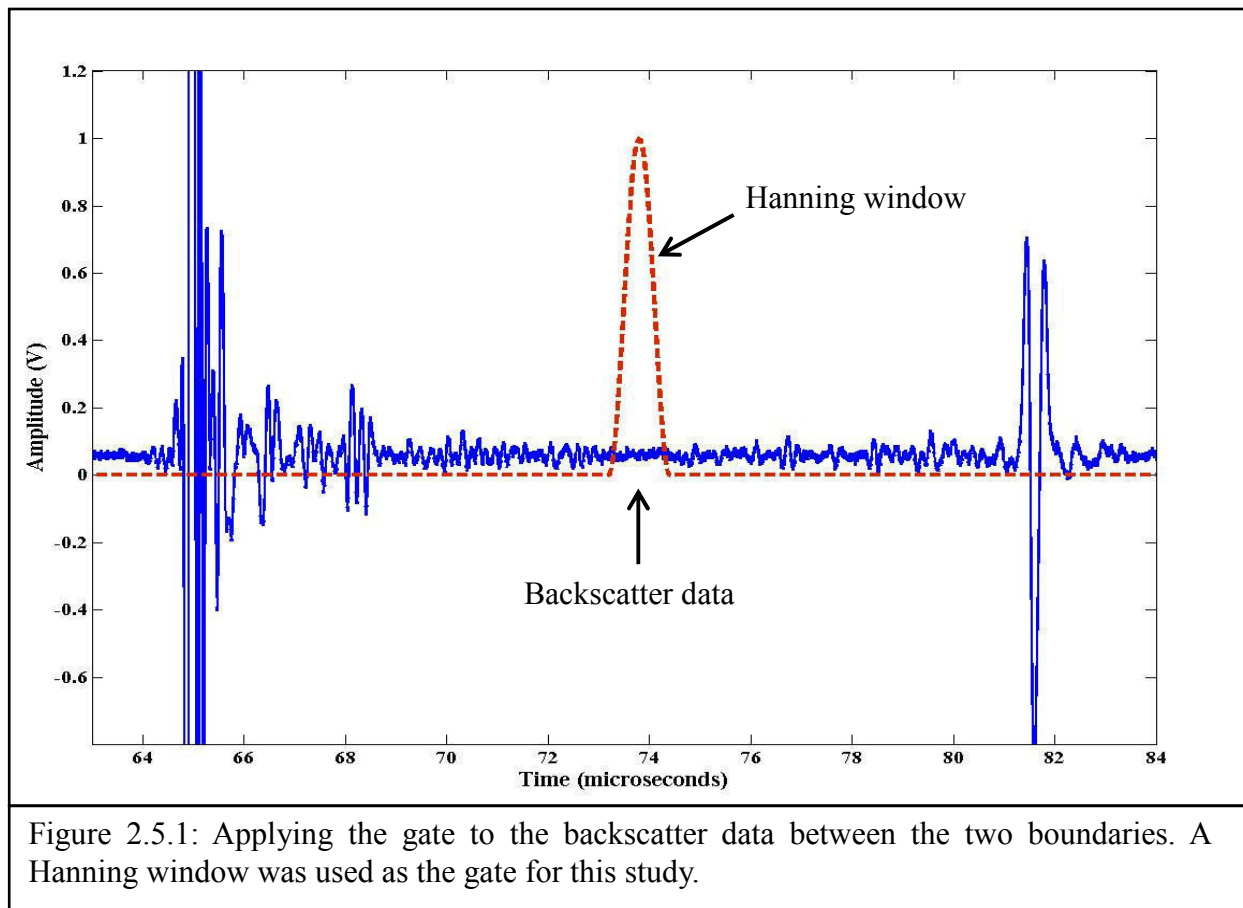 1.2
1
0.8
0.6
0.4
0.2
0
-0.2
-0.4
-0.6
Amplitude (V)
Hanning window
Backscatter data
64 66 68 70 72 74 76 78 80 82 84
Time (microseconds)
Figure 2.5.1: Applying the gate to the backscatter data between the two boundaries. A
Hanning window was used as the gate for this study.